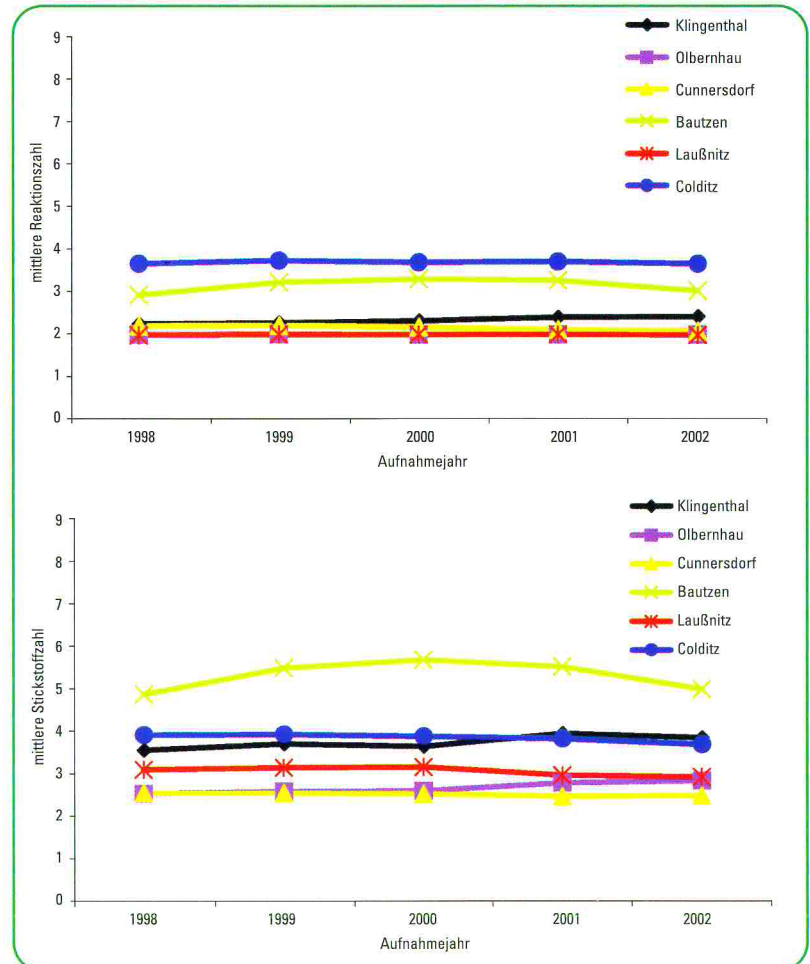 9
8
7
6
5
4
3
2
1
0
mittlere Reaktionszahl
1998 1999 2000 2001 2002
Aufnahmejahr
Klingenthal
Olbernhau
Cunnersdorf
Bautzen
Laußnitz
Colditz
9
8
7
6
5
4
3
2
1
0
mittlere Stickstoffzahl
1998 1999 2000 2001 2002
Aufnahmejahr
Klingenthal
Olbernhau
Cunnersdorf
Bautzen
Laußnitz
Colditz